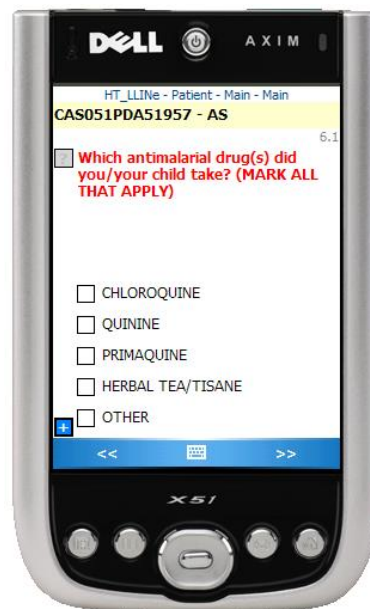 DELL
AXIM
HT_LLINe - Patient - Main - Main
CAS051PDA51957 - AS
6.1
? Which antimalarial drug(s) did
you/your child take? (MARK ALL
THAT APPLY)
CHLOROQUINE
QUININE
PRIMAQUINE
HERBAL TEA/TISANE
OTHER
+
<< >>
X51